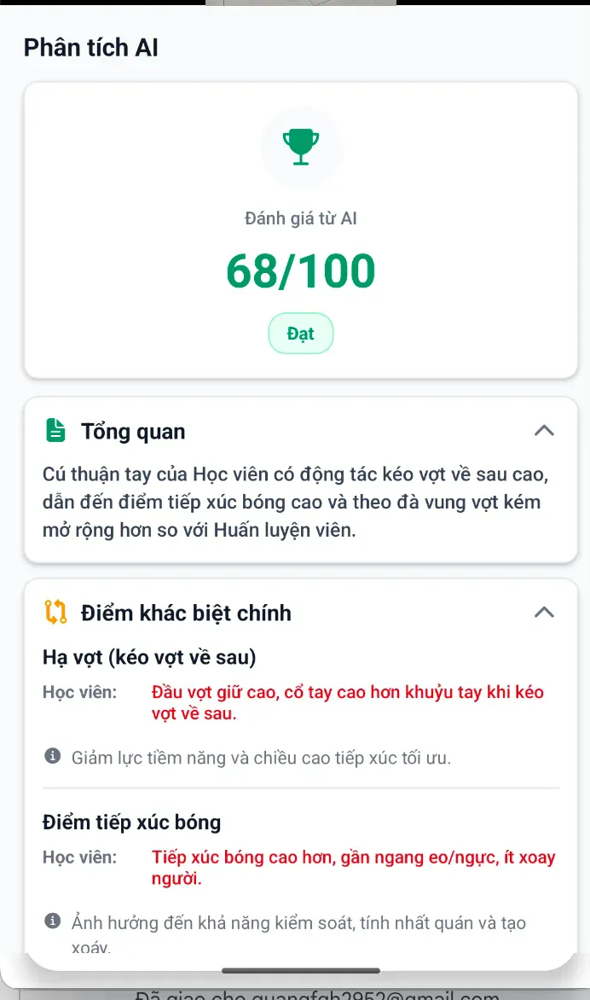 Phân tích AI
Đánh giá từ AI
68/100
Đạt
Tổng quan
Cú thuận tay của Học viên có động tác kéo vợt về sau cao,
dẫn đến điểm tiếp xúc bóng cao và theo đà vung vợt kém
mở rộng hơn so với Huấn luyện viên.
Điểm khác biệt chính
Hạ vợt (kéo vợt về sau)
Học viên: Đầu vợt giữ cao, cổ tay cao hơn khuỷu tay khi kéo
vợt về sau.
Giảm lực tiềm năng và chiều cao tiếp xúc tối ưu.
Điểm tiếp xúc bóng
Học viên: Tiếp xúc bóng cao hơn, gần ngang eo/ngực, ít xoay
người.
Ảnh hưởng đến khả năng kiểm soát, tính nhất quán và tạo
xoáy.
Đã giao cho quangfgh2952@gmail.com